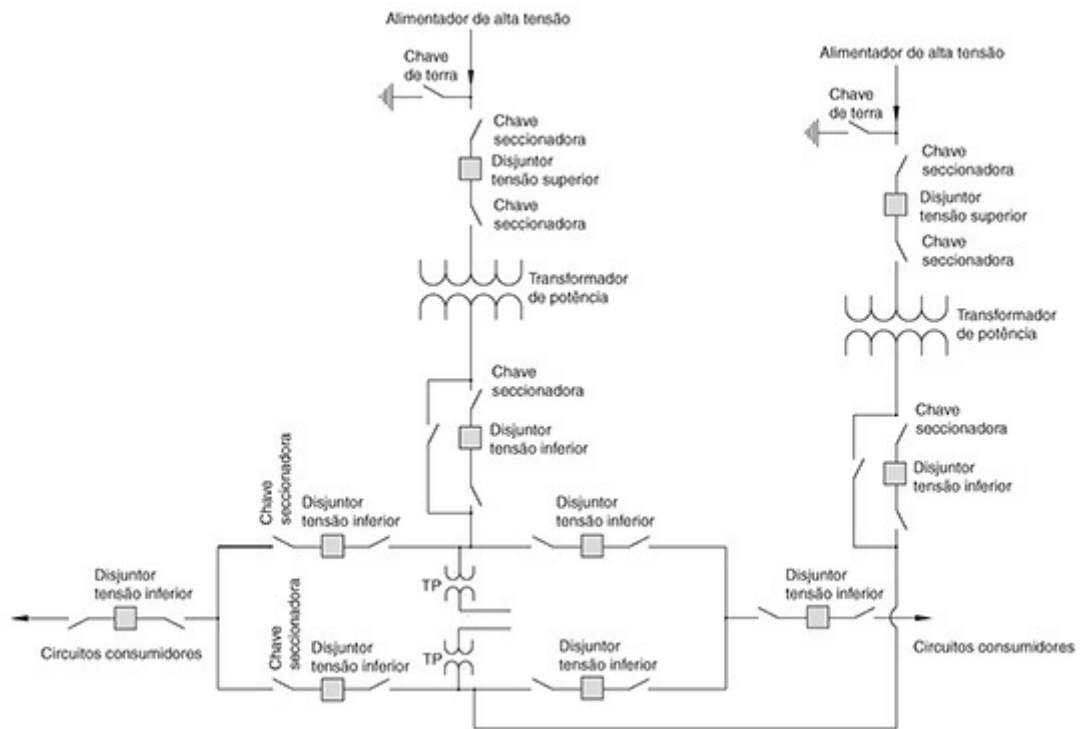 Alimentador de alta tensão
Chave
de terra
Chave
seccionadora
Disjuntor
tensão superior
Chave
seccionadora
Transformador
de potência
Chave
seccionadora
Disjuntor
tensão inferior
Alimentador de alta tensão
Chave
de terra
Chave
seccionadora
Disjuntor
tensão superior
Chave
seccionadora
Transformador
de potência
Chave
seccionadora
Disjuntor
tensão inferior
Chave
seccionadora
Disjuntor
tensão inferior
Disjuntor
tensão inferior
TP
Disjuntor
tensão inferior
Disjuntor
tensão inferior
Circuitos consumidores
Chave
seccionadora
Disjuntor
tensão inferior
TP
Disjuntor
tensão inferior
Circuitos consumidores